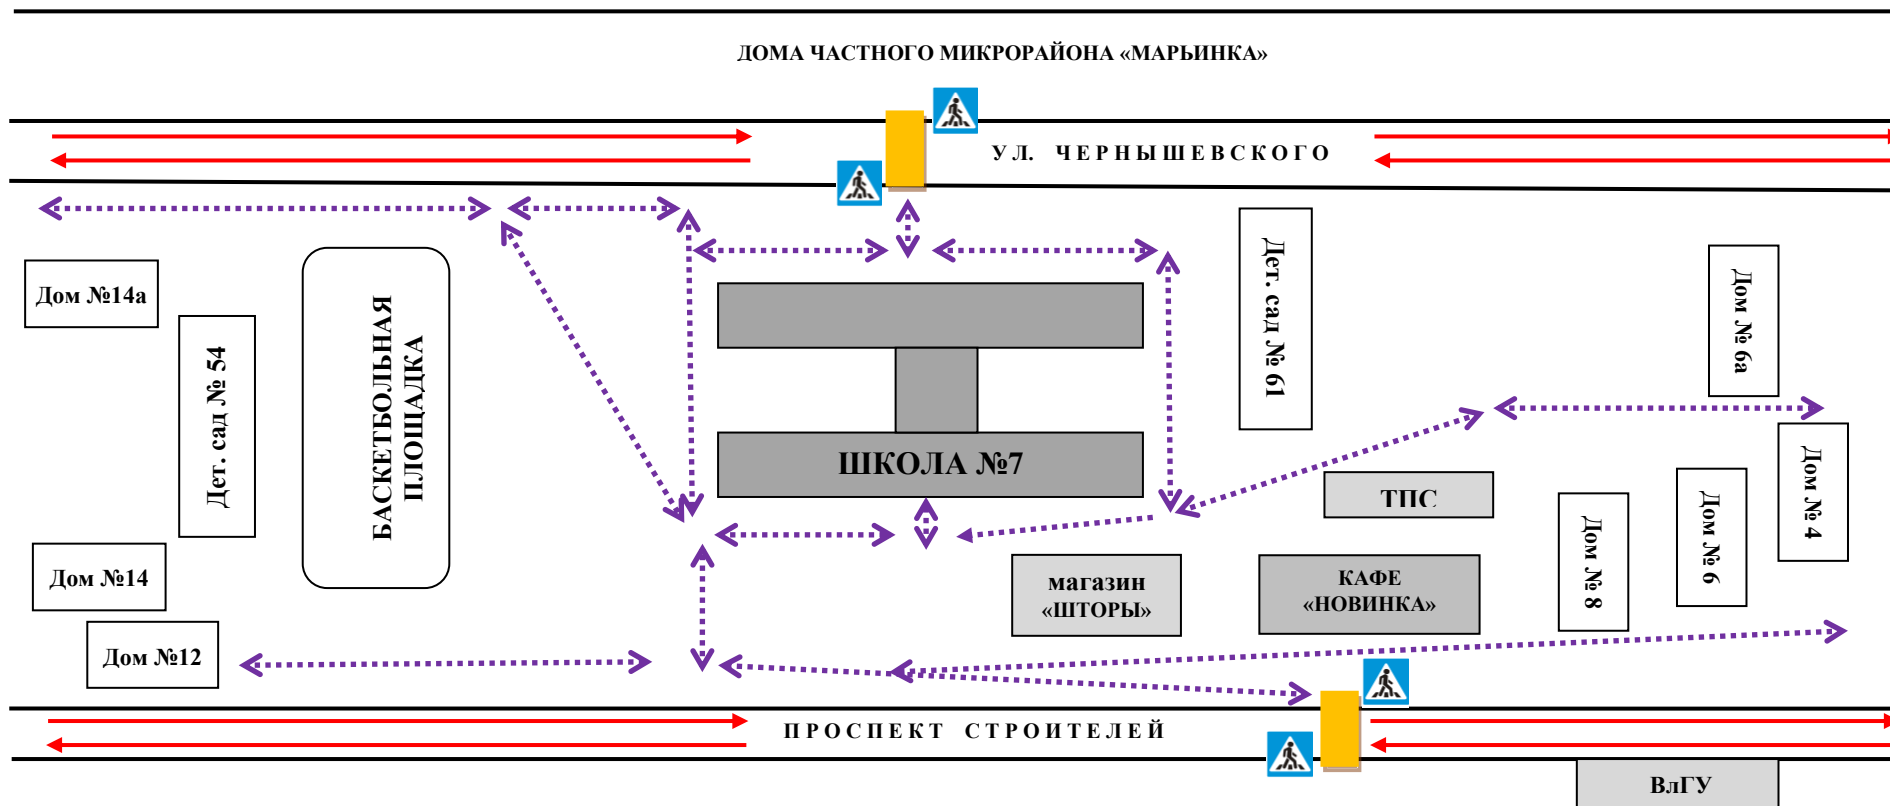 ДОМА ЧАСТНОГО МИКРОРАЙОНА «МАРЬИНКА»
УЛ. ЧЕРНЫШЕВСКОГО
Дом №14а
Дет. сад № 54
БАСКЕТБОЛЬНАЯ
ПЛОЩАДКА
ШКОЛА №7
Дет. сад № 61
Дом № 6а
Дом № 4
ТПС
Дом № 6
Дом № 8
Дом №14
магазин
«ШТОРЫ»
КАФЕ
«НОВИНКА»
Дом №12
ПРОСПЕКТ СТРОИТЕЛЕЙ
ВлГУ